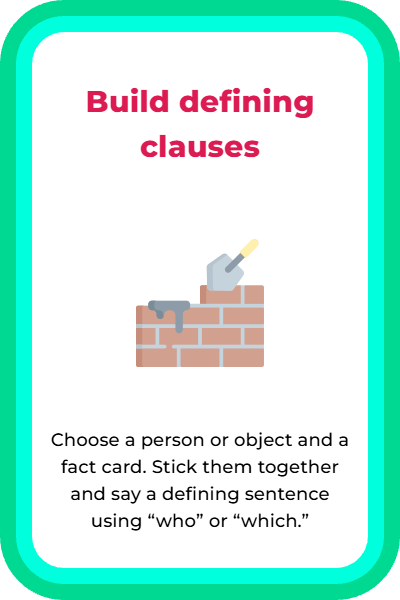 Build defining
clauses
Choose a person or object and a
fact card. Stick them together
and say a defining sentence
using “who” or “which.”